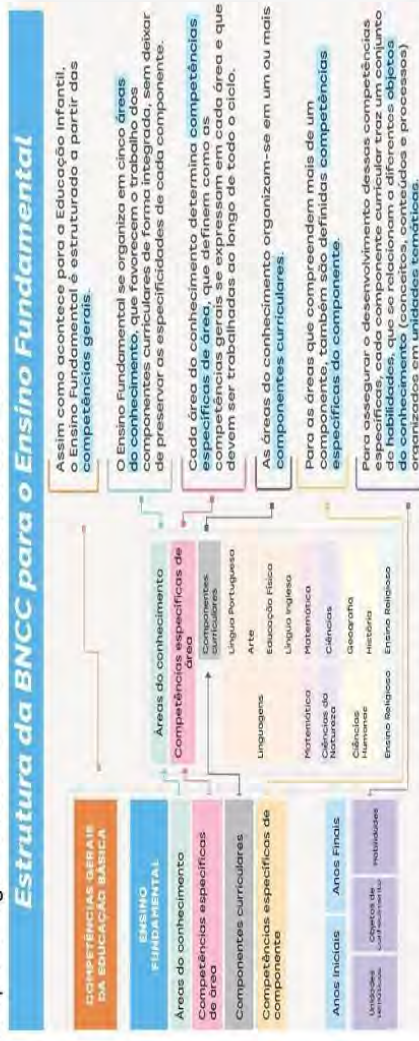 Estrutura da BNCC para o Ensino Fundamental
COMPETÊNCIAS GERAIS
DA EDUCAÇÃO BÁSICA
ENSINO
FUNDAMENTAL
Áreas do conhecimento
Competências específicas
de área
Componentes curriculares
Competências específicas de
componente
Anos Iniciais
Anos Finais
Unidades
temáticas
Objetos de
conhecimento
Habilidades
Áreas do conhecimento
Competências específicas de
área
Componentes
curriculares
Linguagens
Língua Portuguesa
Arte
Educação Física
Língua Inglesa
Matemática
Matemática
Ciências da
Natureza
Ciências
Ciências
Humanas
Geografia
História
Ensino Religioso
Ensino Religioso
Assim como acontece para a Educação Infantil,
o Ensino Fundamental é estruturado a partir das
competências gerais.
O Ensino Fundamental se organiza em cinco áreas
do conhecimento, que favorecem o trabalho dos
componentes curriculares de forma integrada, sem deixar
de preservar as especificidades de cada componente.
Cada área do conhecimento determina competências
específicas de área, que definem como as
competências gerais se expressam em cada área e que
devem ser trabalhadas ao longo de todo o ciclo.
As áreas do conhecimento organizam-se em um ou mais
componentes curriculares.
Para as áreas que compreendem mais de um
componente, também são definidas competências
específicas do componente.
Para assegurar o desenvolvimento dessas competências
específicas, cada componente curricular traz um conjunto
de habilidades, que se relacionam a diferentes objetos
do conhecimento (conceitos, conteúdos e processos)
organizados em unidades temáticas.